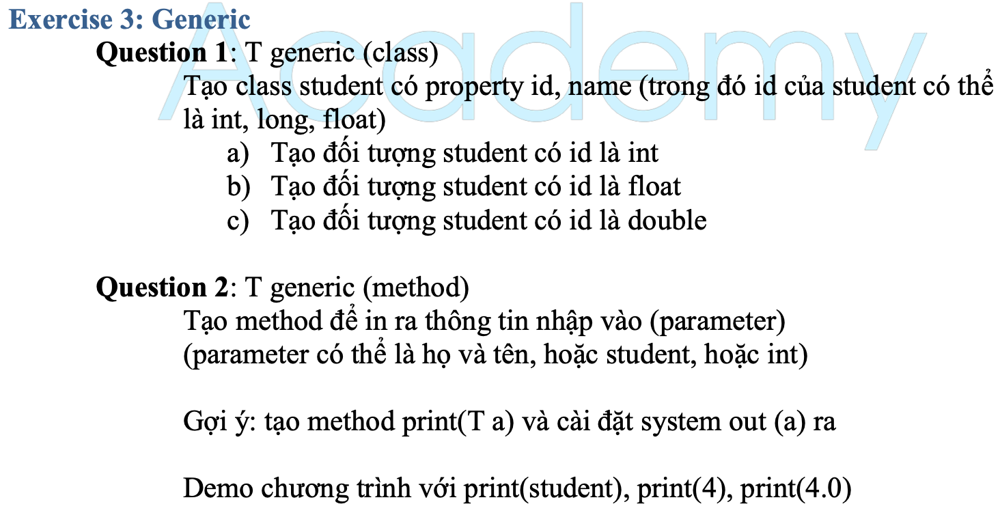 Academy
Exercise 3: Generic
Question 1: T generic (class)
Tạo class student có property id, name (trong đó id của student có thể
là int, long, float)
a) Tạo đối tượng student có id là int
b) Tạo đối tượng student có id là float
c) Tạo đối tượng student có id là double
Question 2: T generic (method)
Tạo method để in ra thông tin nhập vào (parameter)
(parameter có thể là họ và tên, hoặc student, hoặc int)
Gợi ý: tạo method print(T a) và cài đặt system out (a) ra
Demo chương trình với print(student), print(4), print(4.0)